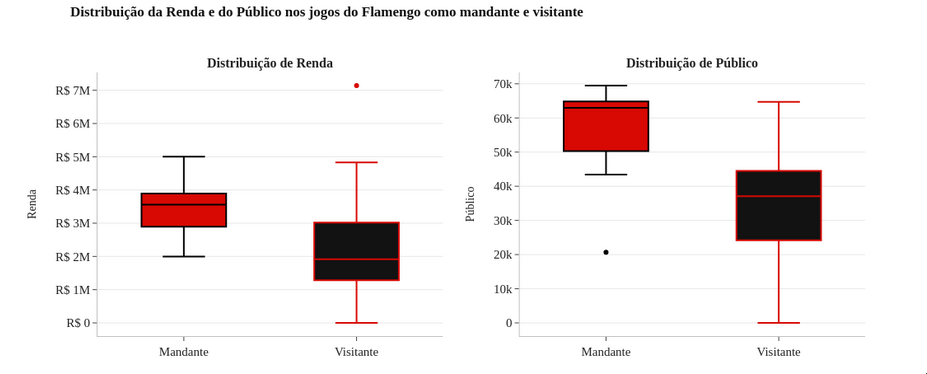 Distribuição da Renda e do Público nos jogos do Flamengo como mandante e visitante
Distribuição de Renda
Renda
R$ 7M
R$ 6M
R$ 5M
R$ 4M
R$ 3M
R$ 2M
R$ 1M
R$ 0
Mandante
Visitante
Distribuição de Público
Público
70k
60k
50k
40k
30k
20k
10k
0
Mandante
Visitante